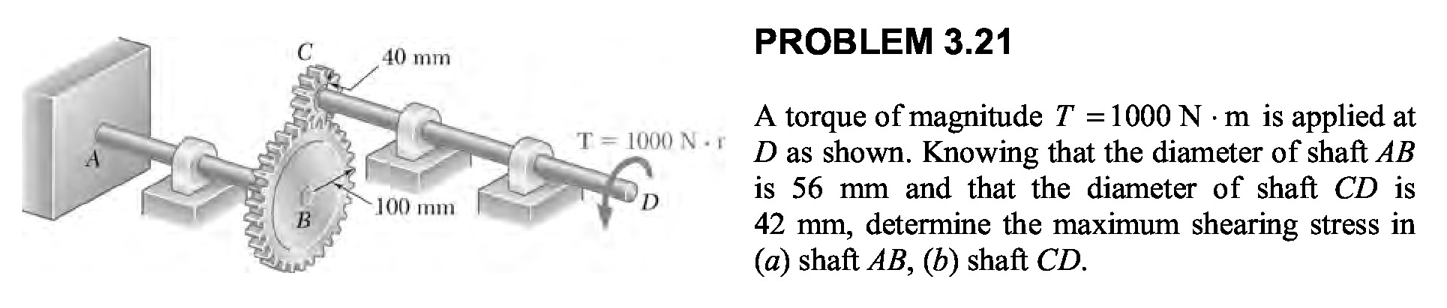 PROBLEM 3.21
A torque of magnitude T = 1000 N · m is applied at
D as shown. Knowing that the diameter of shaft AB
is 56 mm and that the diameter of shaft CD is
42 mm, determine the maximum shearing stress in
(a) shaft AB, (b) shaft CD.
C
40 mm
T = 1000 N · r
A
D
100 mm
B